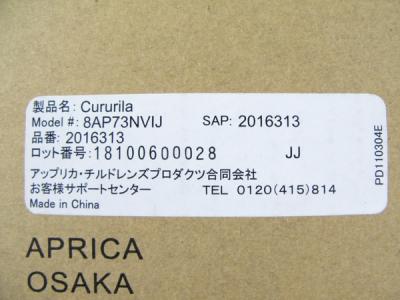 製品名: Cururila
Model #: 8AP73NVIJ SAP: 2016313
品番: 2016313
ロット番号:18100600028 JJ
アップリカ・チルドレンズプロダクツ合同会社
お客様サポートセンター TEL 0120(415)814
Made in China
PD110304E
APRICA
OSAKA